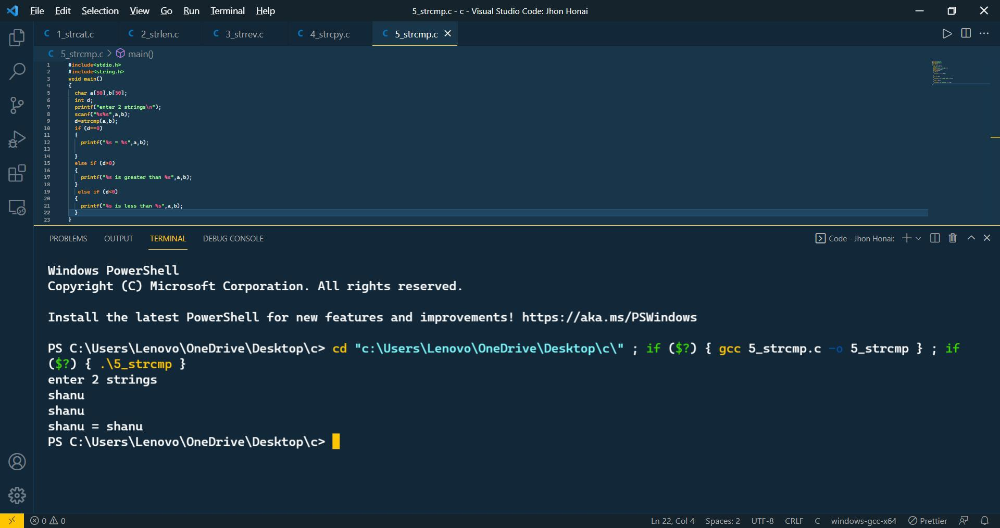 File Edit Selection View Go Run Terminal Help
5_strcmp.c - c - Visual Studio Code: Jhon Honai
C 1_strcat.c C 2_strlen.c C 3_strrev.c C 4_strcpy.c C 5_strcmp.c
C 5_strcmp.c > main()
1 #include<stdio.h>
2 #include<string.h>
3 void main()
4 {
5 char a[50],b[50];
6 int d;
7 printf("enter 2 strings\n");
8 scanf("%s%s",a,b);
9 d=strcmp(a,b);
10 if (d==0)
11 {
12 printf("%s = %s",a,b);
13
14 }
15 else if (d>0)
16 {
17 printf("%s is greater than %s",a,b);
18 }
19 else if (d<0)
20 {
21 printf("%s is less than %s",a,b);
22 }
23 }
PROBLEMS OUTPUT TERMINAL DEBUG CONSOLE
Code - Jhon Honai:
Windows PowerShell
Copyright (C) Microsoft Corporation. All rights reserved.
Install the latest PowerShell for new features and improvements! https://aka.ms/PSWindows
PS C:\Users\Lenovo\OneDrive\Desktop\c> cd "c:\Users\Lenovo\OneDrive\Desktop\c\" ; if ($?) { gcc 5_strcmp.c -o 5_strcmp } ; if
($?) { .\5_strcmp }
enter 2 strings
shanu
shanu
shanu = shanu
PS C:\Users\Lenovo\OneDrive\Desktop\c>
0 0
Ln 22, Col 4 Spaces: 2 UTF-8 CRLF C windows-gcc-x64 Prettier